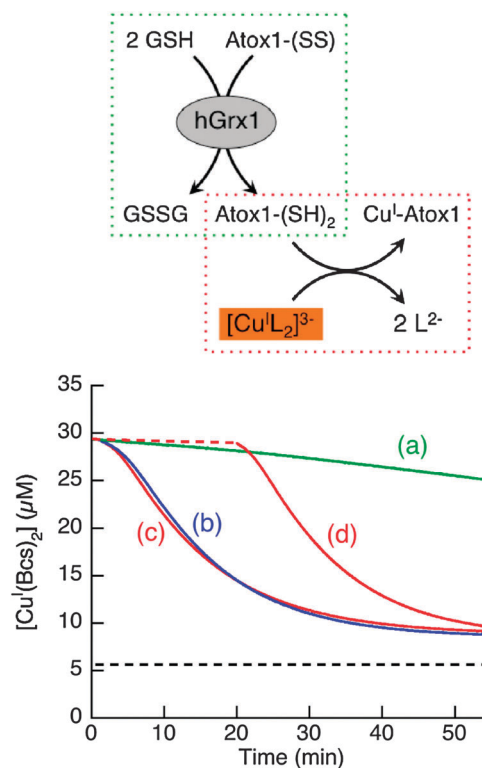 2 GSH Atox1-(SS)
hGrx1
GSSG Atox1-(SH)₂ Cuᴵ-Atox1
[CuᴵL₂]³⁻ 2 L²⁻
[Cuᴵ(Bcs)₂] (μM)
35
30
25
20
15
10
5
0
(a)
(b)
(c)
(d)
0 10 20 30 40 50
Time (min)